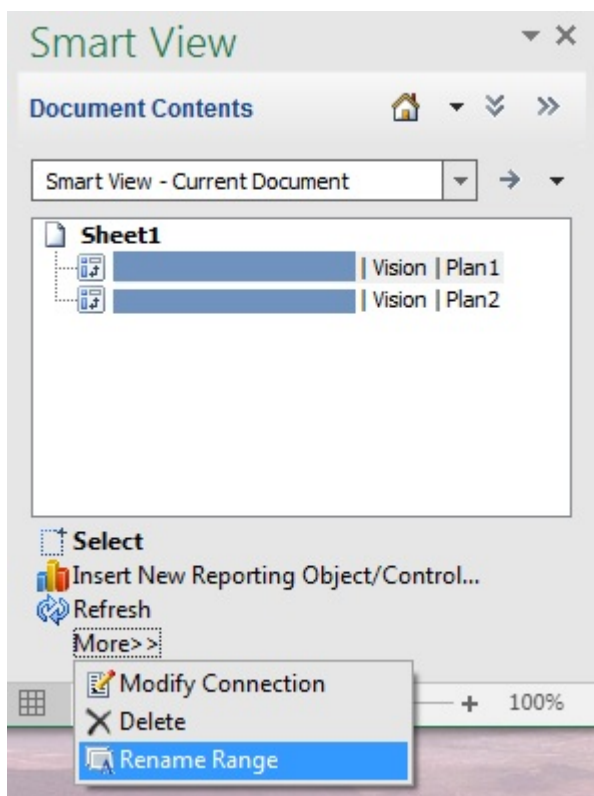 Smart View
Document Contents
Smart View - Current Document
Sheet1
| Vision | Plan1
| Vision | Plan2
Select
Insert New Reporting Object/Control...
Refresh
More>>
Modify Connection
100%
Delete
Rename Range